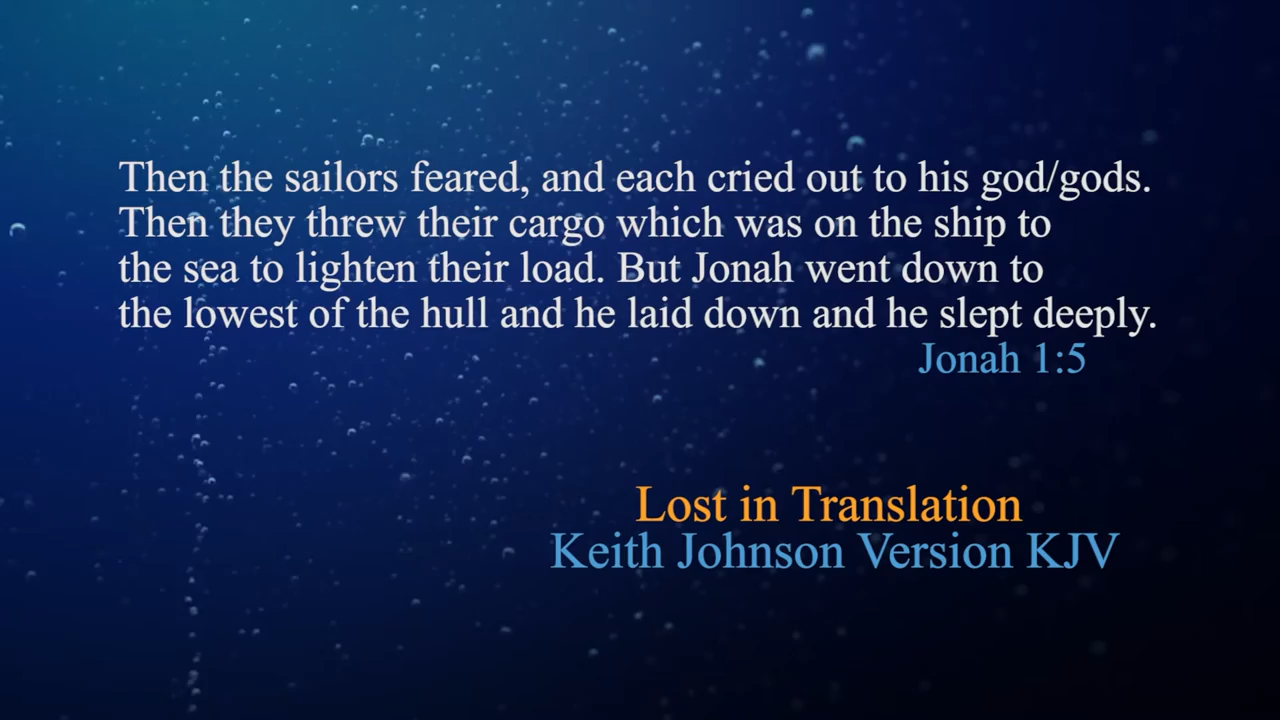 Then the sailors feared, and each cried out to his god/gods.
Then they threw their cargo which was on the ship to
the sea to lighten their load. But Jonah went down to
the lowest of the hull and he laid down and he slept deeply.
Jonah 1:5
Lost in Translation
Keith Johnson Version KJV